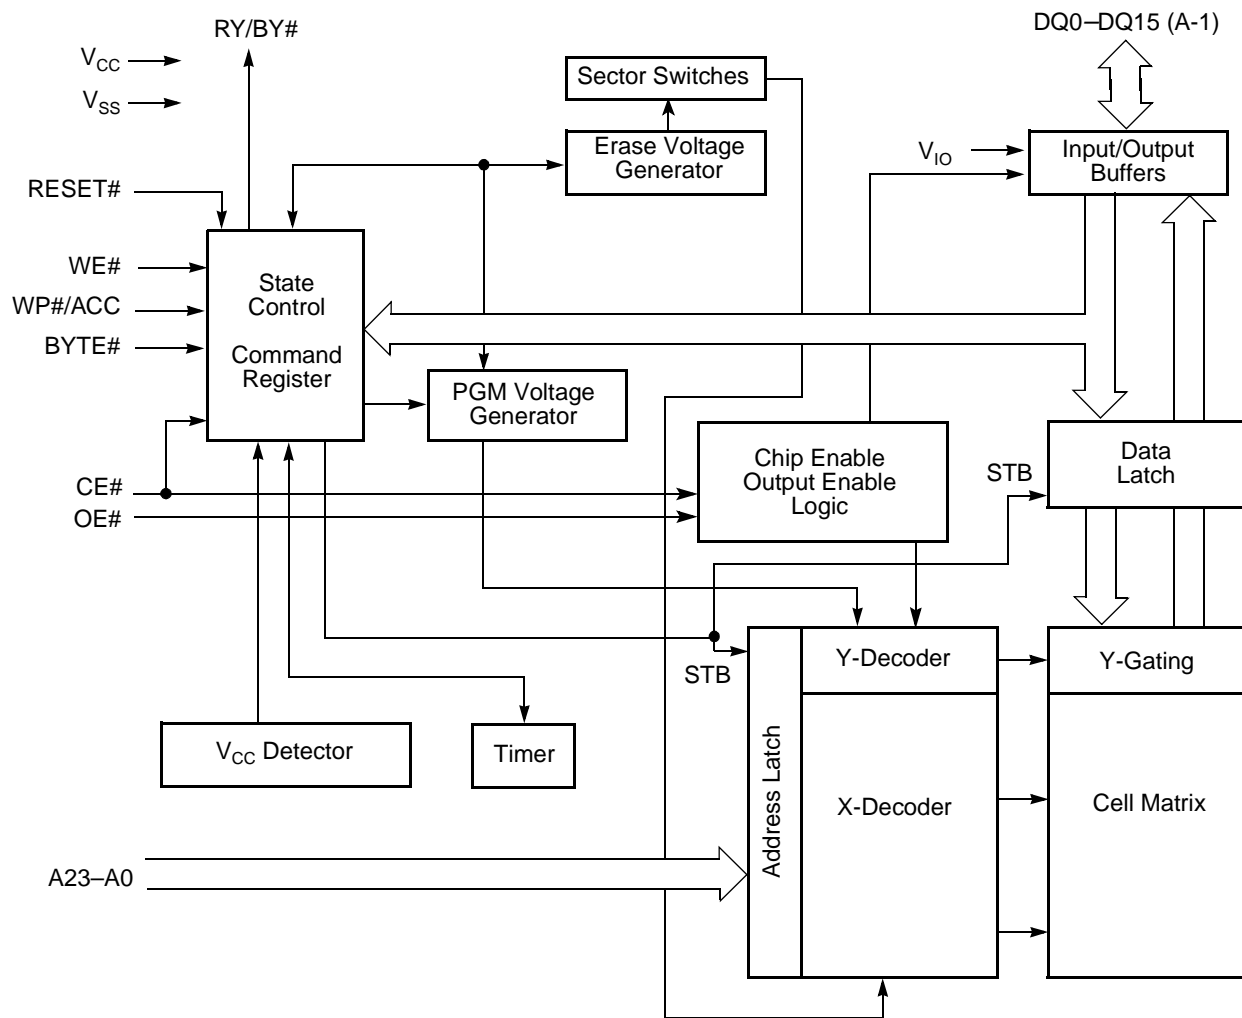 RY/BY#
DQ0–DQ15 (A-1)
VCC
VSS
Sector Switches
Erase Voltage
Generator
VIO
Input/Output
Buffers
RESET#
WE#
WP#/ACC
BYTE#
State
Control
Command
Register
PGM Voltage
Generator
CE#
OE#
Chip Enable
Output Enable
Logic
STB
Data
Latch
STB
Y-Decoder
Y-Gating
VCC Detector
Timer
Address Latch
X-Decoder
Cell Matrix
A23–A0